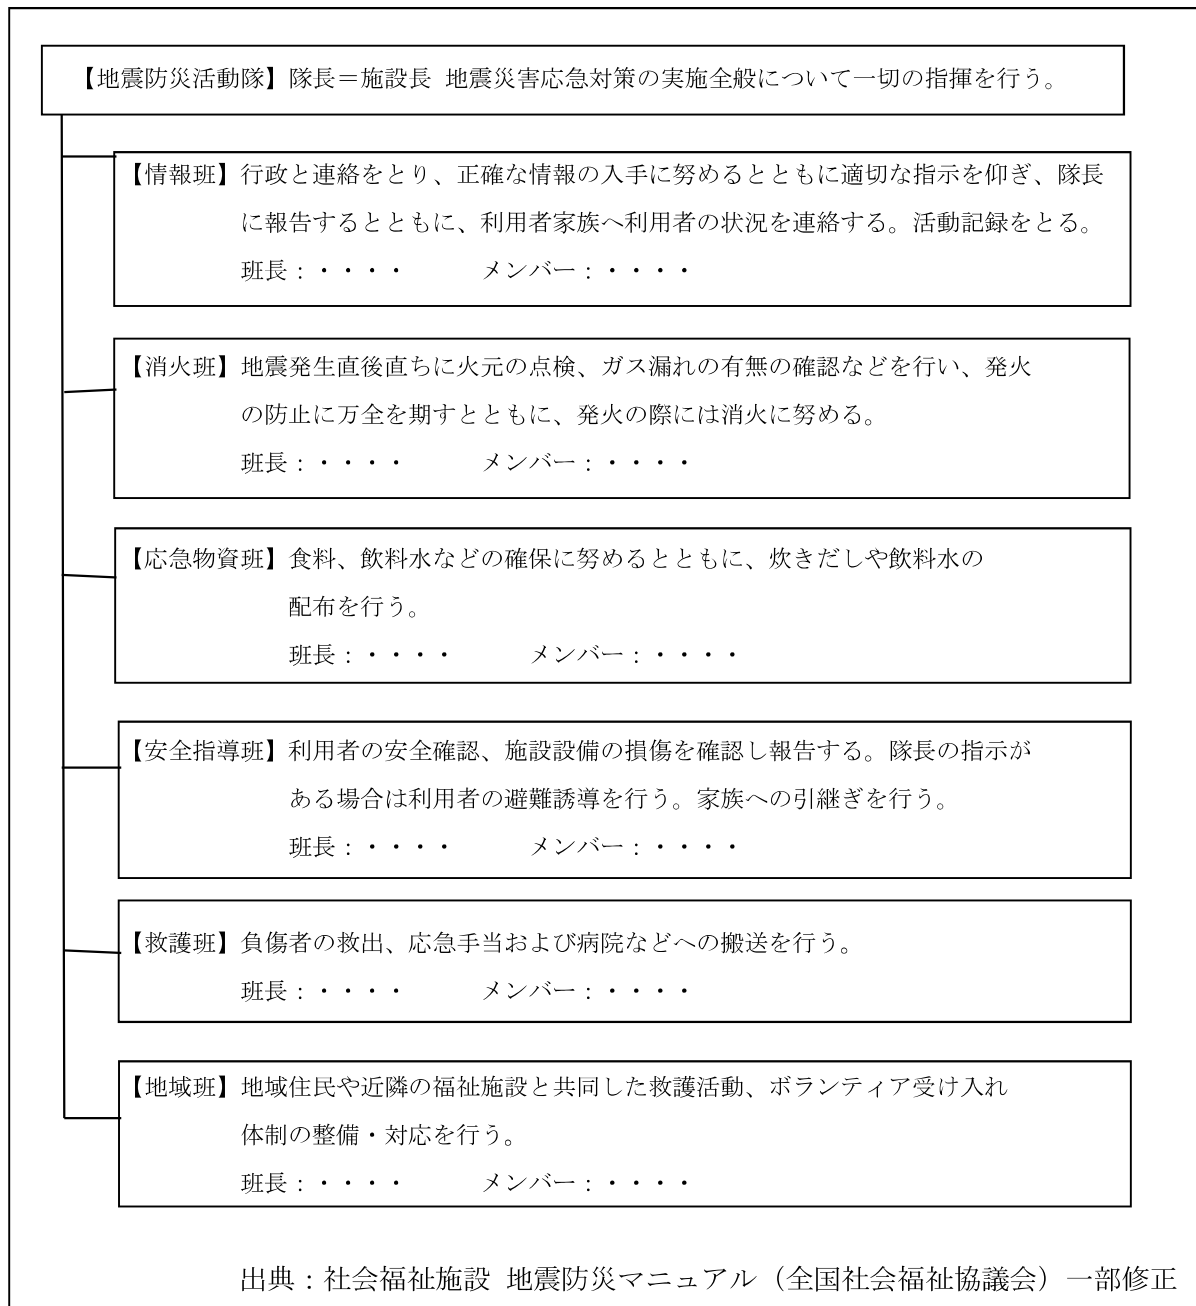 【地震防災活動隊】隊長＝施設長 地震災害応急対策の実施全般について一切の指揮を行う。
【情報班】行政と連絡をとり、正確な情報の入手に努めるとともに適切な指示を仰ぎ、隊長
に報告するとともに、利用者家族へ利用者の状況を連絡する。活動記録をとる。
班長：・・・・　　　メンバー：・・・・
【消火班】地震発生直後直ちに火元の点検、ガス漏れの有無の確認などを行い、発火
の防止に万全を期すとともに、発火の際には消火に努める。
班長：・・・・　　　メンバー：・・・・
【応急物資班】食料、飲料水などの確保に努めるとともに、炊きだしや飲料水の
配布を行う。
班長：・・・・　　　メンバー：・・・・
【安全指導班】利用者の安全確認、施設設備の損傷を確認し報告する。隊長の指示が
ある場合は利用者の避難誘導を行う。家族への引継ぎを行う。
班長：・・・・　　　メンバー：・・・・
【救護班】負傷者の救出、応急手当および病院などへの搬送を行う。
班長：・・・・　　　メンバー：・・・・
【地域班】地域住民や近隣の福祉施設と共同した救護活動、ボランティア受け入れ
体制の整備・対応を行う。
班長：・・・・　　　メンバー：・・・・
出典：社会福祉施設 地震防災マニュアル（全国社会福祉協議会）一部修正